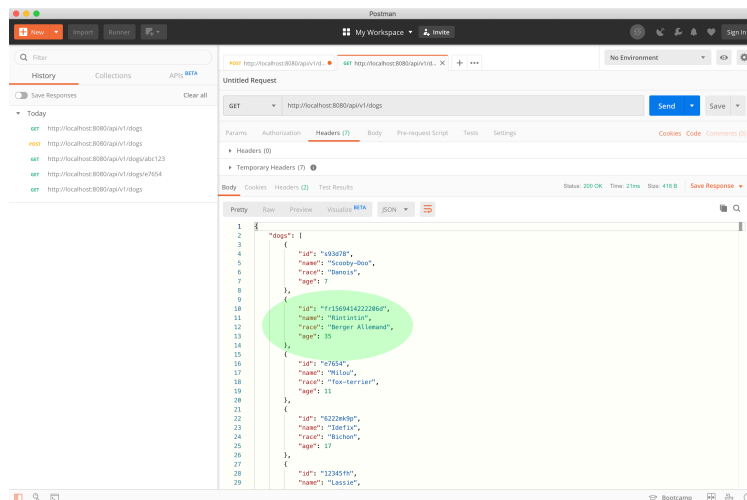 Postman
New
Import
Runner
My Workspace
Invite
Sign In
Filter
History
Collections
APIs BETA
Save Responses
Clear all
Today
GET http://localhost:8080/api/v1/dogs
POST http://localhost:8080/api/v1/dogs
GET http://localhost:8080/api/v1/dogs/abc123
GET http://localhost:8080/api/v1/dogs/e7654
GET http://localhost:8080/api/v1/dogs
POST http://localhost:8080/api/v1/d...
GET http://localhost:8080/api/v1/d...
No Environment
Untitled Request
GET
http://localhost:8080/api/v1/dogs
Send
Save
Params
Authorization
Headers (7)
Body
Pre-request Script
Tests
Settings
Cookies
Code
Comments (0)
Headers (0)
Temporary Headers (7)
Body
Cookies
Headers (2)
Test Results
Status: 200 OK
Time: 21ms
Size: 418 B
Save Response
Pretty
Raw
Preview
Visualize BETA
JSON
1 {
2 "dogs": [
3 {
4 "id": "s93d78",
5 "name": "Scooby-Doo",
6 "race": "Danois",
7 "age": 7
8 },
9 {
10 "id": "fr1569414222206d",
11 "name": "Rintintin",
12 "race": "Berger Allemand",
13 "age": 35
14 },
15 {
16 "id": "e7654",
17 "name": "Milou",
18 "race": "fox-terrier",
19 "age": 11
20 },
21 {
22 "id": "6222mk9p",
23 "name": "Idefix",
24 "race": "Bichon",
25 "age": 17
26 },
27 {
28 "id": "12345fh",
29 "name": "Lassie",
Bootcamp